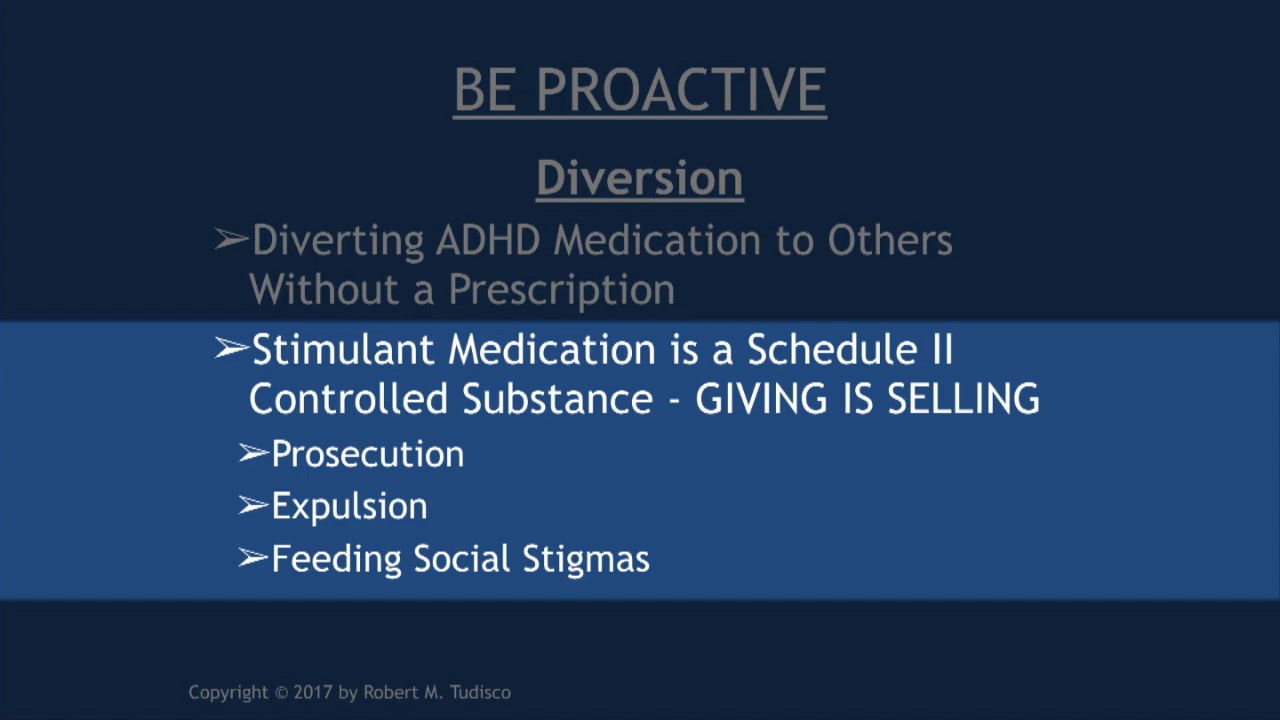 BE PROACTIVE
Diversion
➢Diverting ADHD Medication to Others
Without a Prescription
➢Stimulant Medication is a Schedule II
Controlled Substance - GIVING IS SELLING
➢Prosecution
➢Expulsion
➢Feeding Social Stigmas
Copyright © 2017 by Robert M. Tudisco